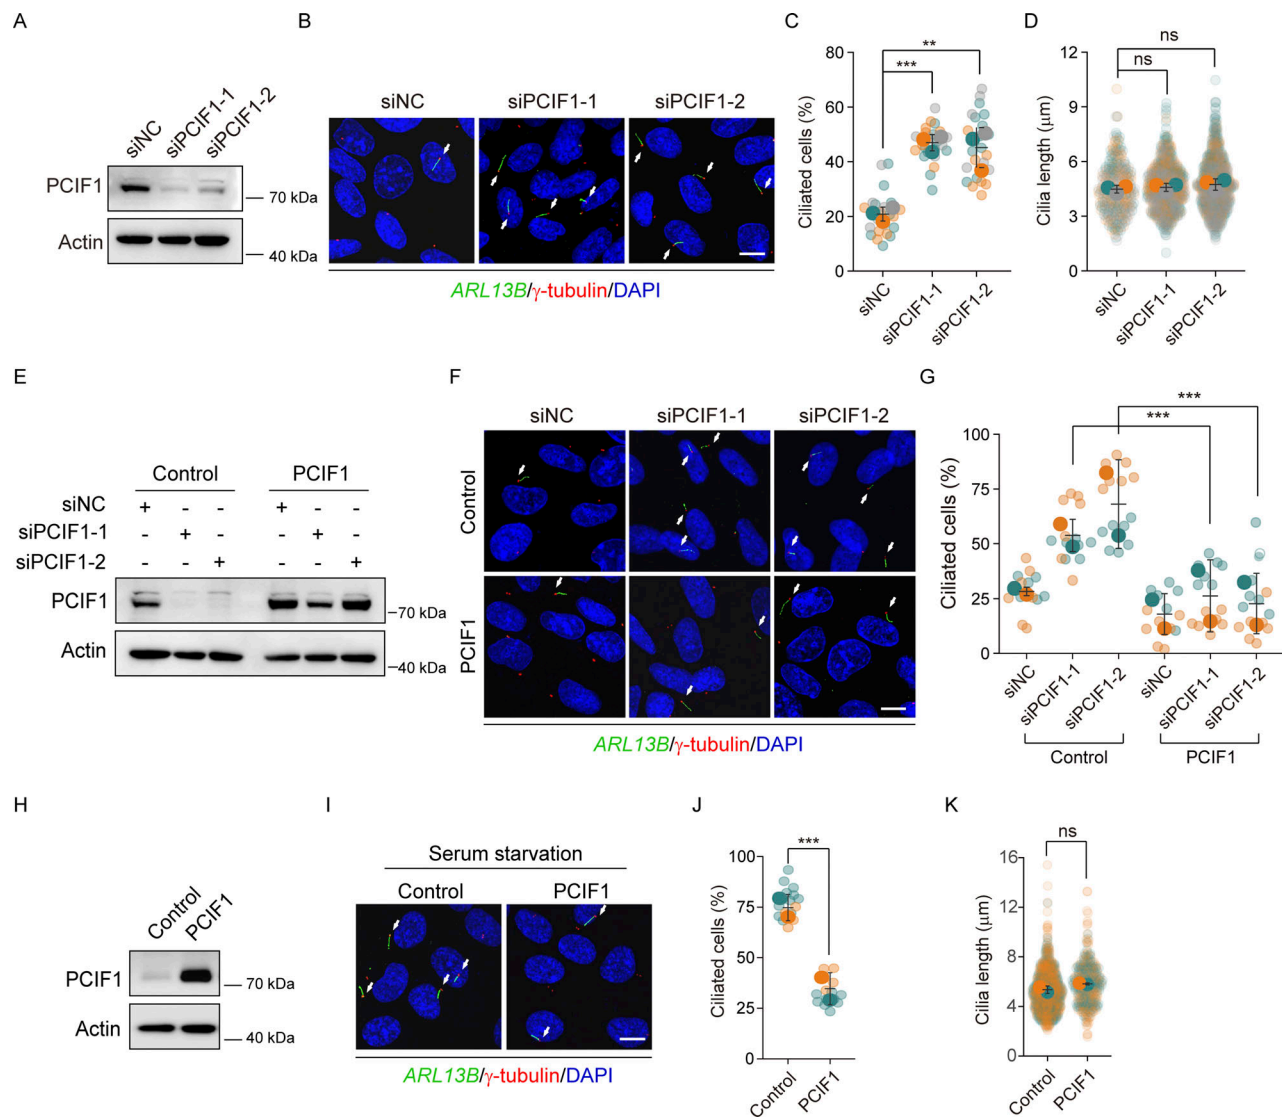 A
siNC
siPCIF1-1
siPCIF1-2
PCIF1
70 kDa
Actin
40 kDa
B
siNC
siPCIF1-1
siPCIF1-2
ARL13B/γ-tubulin/DAPI
C
Ciliated cells (%)
80
60
40
20
0
**
***
siNC
siPCIF1-1
siPCIF1-2
D
Cilia length (μm)
12
9
6
3
0
ns
ns
siNC
siPCIF1-1
siPCIF1-2
E
Control
PCIF1
siNC + - - + - -
siPCIF1-1 - + - - + -
siPCIF1-2 - - + - - +
PCIF1
70 kDa
Actin
40 kDa
F
siNC
siPCIF1-1
siPCIF1-2
Control
PCIF1
ARL13B/γ-tubulin/DAPI
G
Ciliated cells (%)
100
75
50
25
0
***
***
siNC
siPCIF1-1
siPCIF1-2
siNC
siPCIF1-1
siPCIF1-2
Control
PCIF1
H
Control
PCIF1
PCIF1
70 kDa
Actin
40 kDa
I
Serum starvation
Control
PCIF1
ARL13B/γ-tubulin/DAPI
J
Ciliated cells (%)
100
75
50
25
0
***
Control
PCIF1
K
Cilia length (μm)
16
12
8
4
0
ns
Control
PCIF1